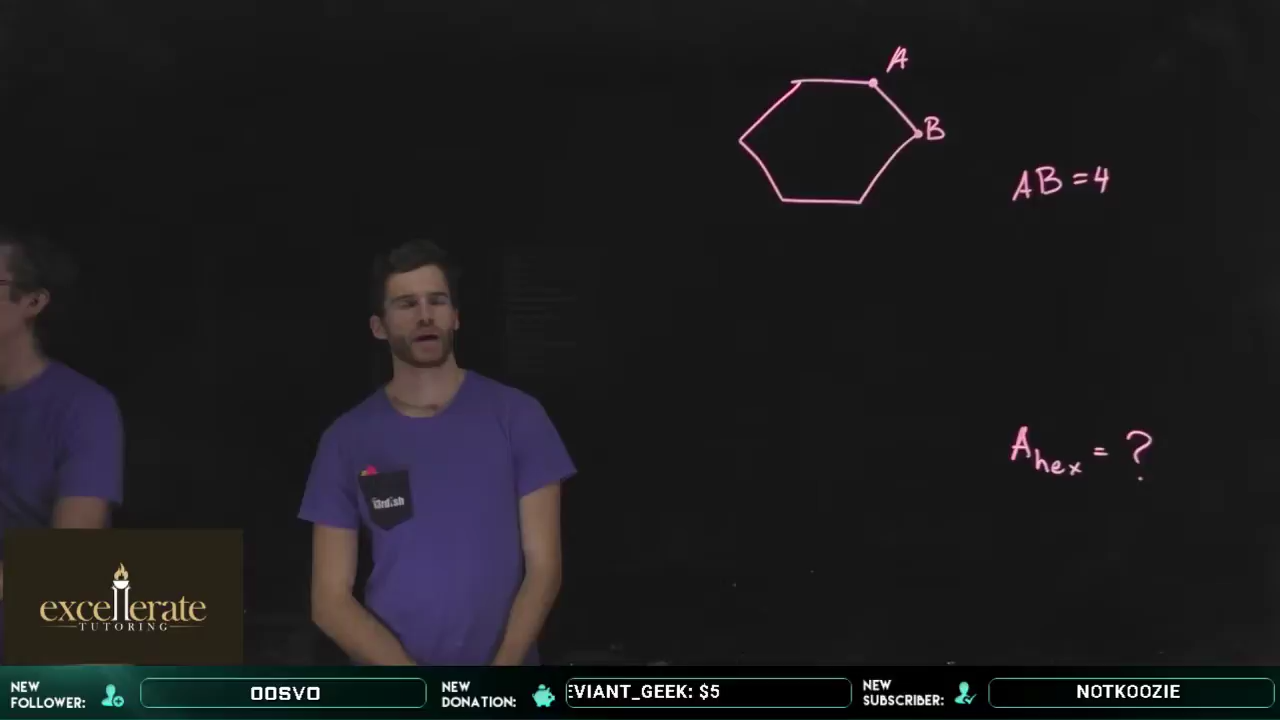 A
B
AB = 4
A hex = ?
excellerate
TUTORING
NEW FOLLOWER:
OOSVO
NEW DONATION:
EVIANT_GEEK: $5
NEW SUBSCRIBER:
NOTKOOZIE